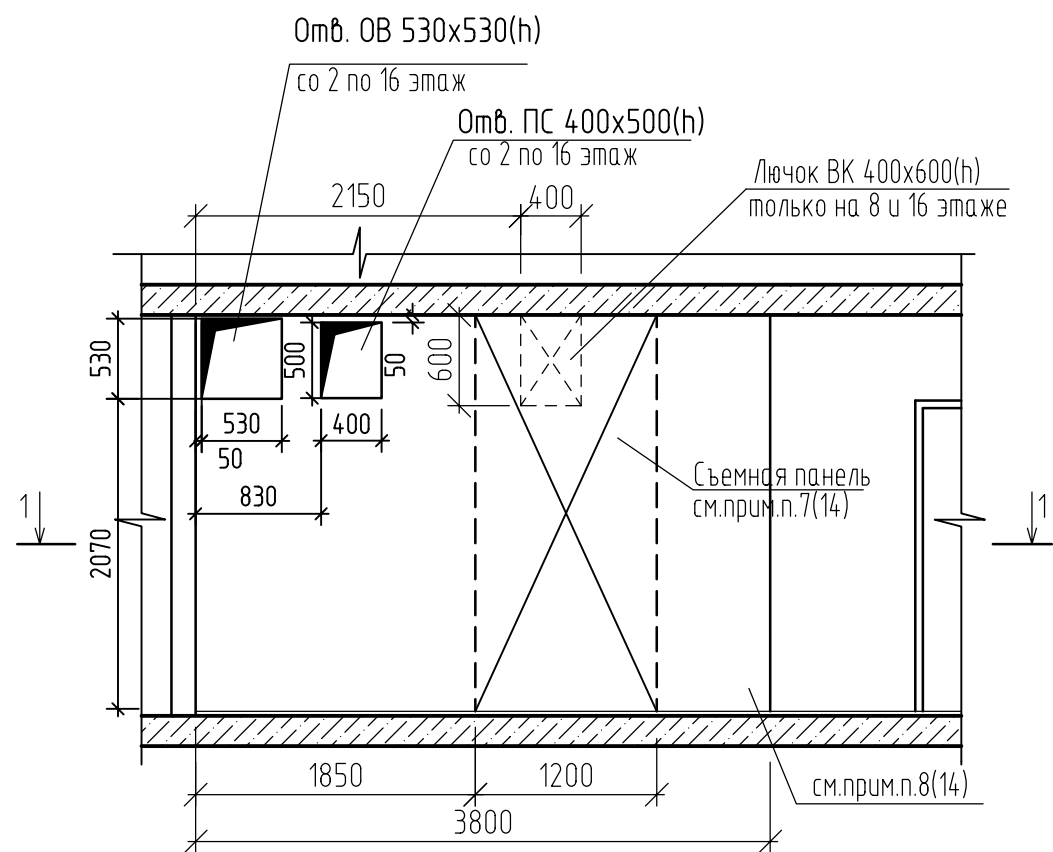 Отв. ОВ 530х530(h)
со 2 по 16 этаж
Отв. ПС 400х500(h)
со 2 по 16 этаж
Лючок ВК 400х600(h)
только на 8 и 16 этаже
2150
400
530
500
50
600
530
400
50
830
Съемная панель
см.прим.п.7(14)
1
1
2070
1850
1200
см.прим.п.8(14)
3800